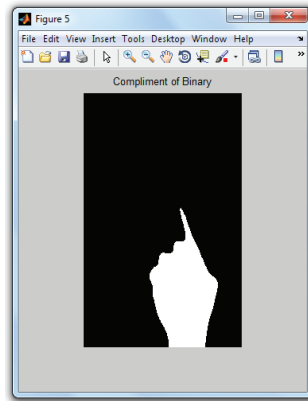 Figure 5
File Edit View Insert Tools Desktop Window Help
Compliment of Binary